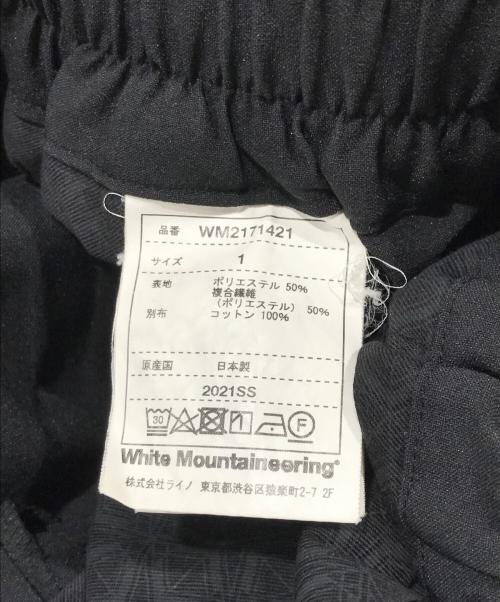 品番 WM2171421
サイズ 1
表地 ポリエステル 50%
複合繊維
(ポリエステル) 50%
別布 コットン 100%
原産国 日本製
2021SS
30 F
White Mountaineering®
株式会社ライノ 東京都渋谷区猿楽町2-7 2F